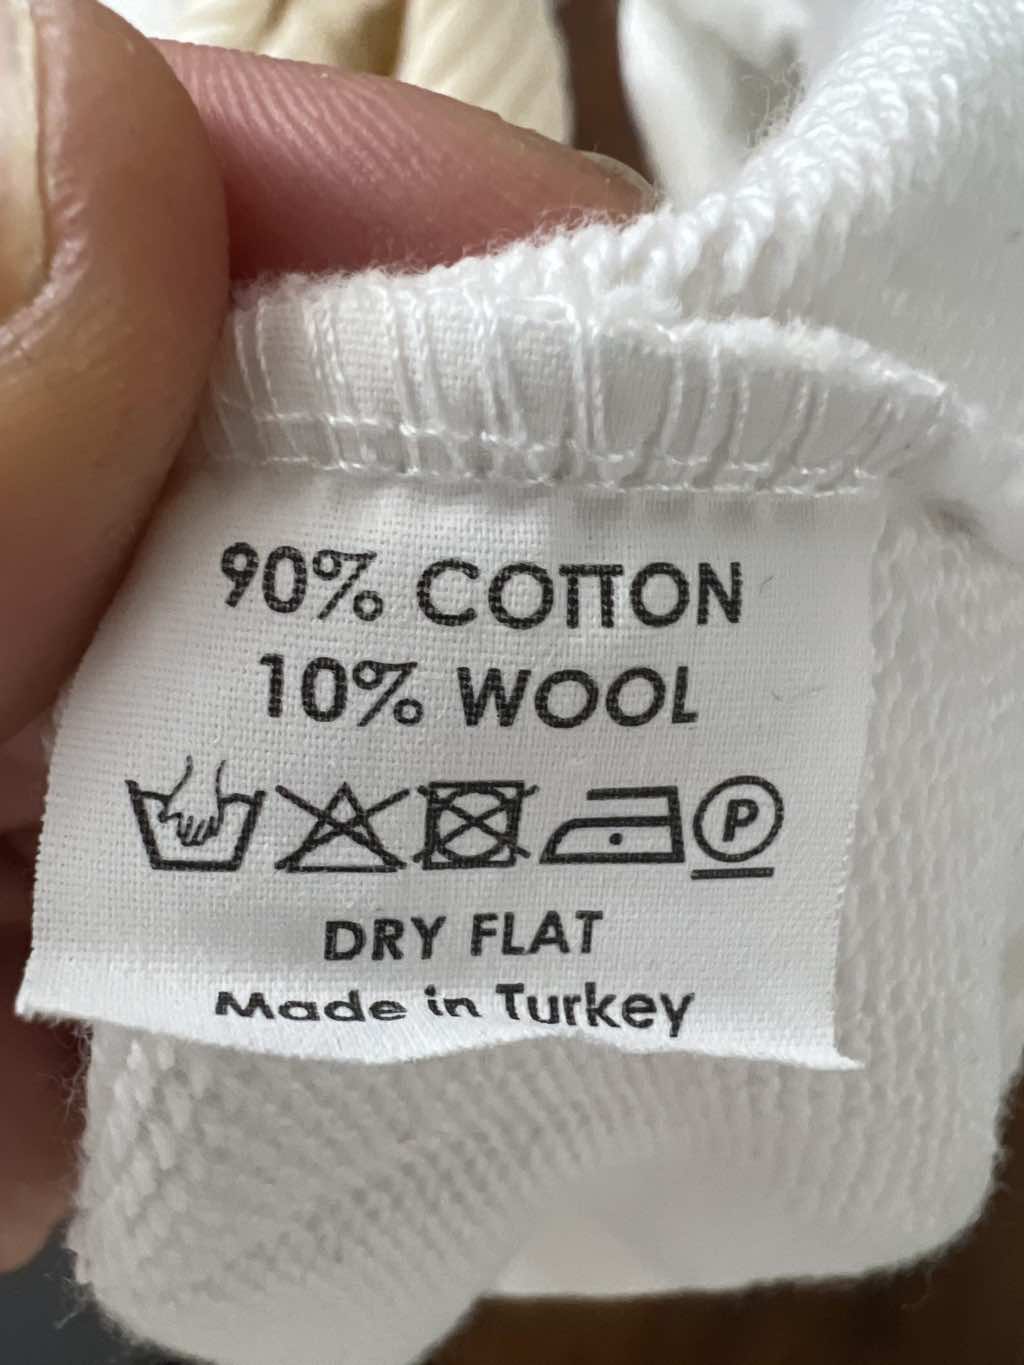 90% COTTON
10% WOOL
P
DRY FLAT
Made in Turkey